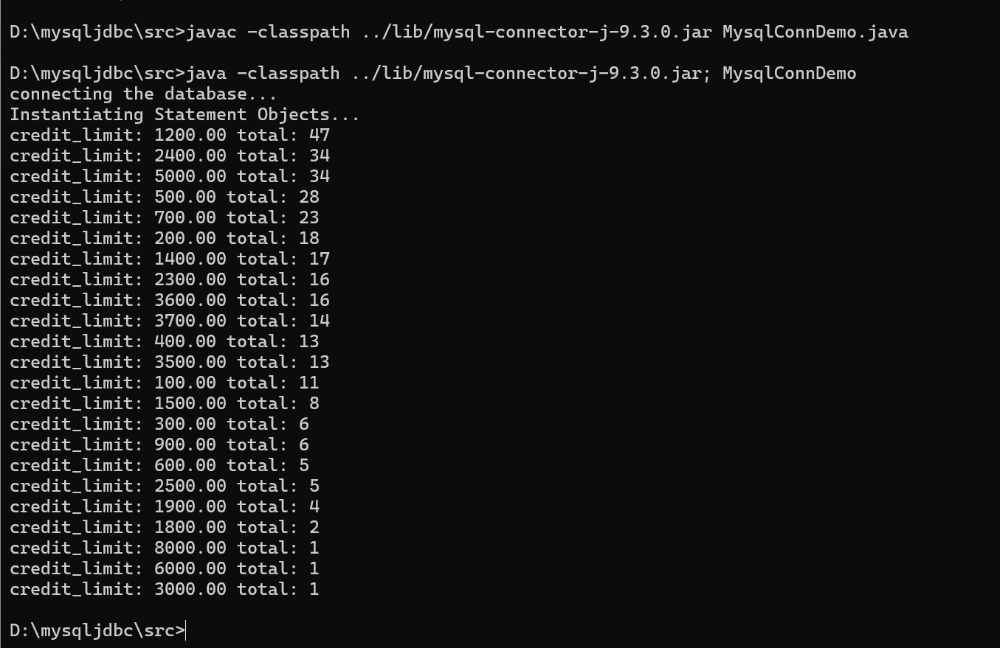 D:\mysqljdbc\src>javac -classpath ../lib/mysql-connector-j-9.3.0.jar MysqlConnDemo.java
D:\mysqljdbc\src>java -classpath ../lib/mysql-connector-j-9.3.0.jar; MysqlConnDemo
connecting the database...
Instantiating Statement Objects...
credit_limit: 1200.00 total: 47
credit_limit: 2400.00 total: 34
credit_limit: 5000.00 total: 34
credit_limit: 500.00 total: 28
credit_limit: 700.00 total: 23
credit_limit: 200.00 total: 18
credit_limit: 1400.00 total: 17
credit_limit: 2300.00 total: 16
credit_limit: 3600.00 total: 16
credit_limit: 3700.00 total: 14
credit_limit: 400.00 total: 13
credit_limit: 3500.00 total: 13
credit_limit: 100.00 total: 11
credit_limit: 1500.00 total: 8
credit_limit: 300.00 total: 6
credit_limit: 900.00 total: 6
credit_limit: 600.00 total: 5
credit_limit: 2500.00 total: 5
credit_limit: 1900.00 total: 4
credit_limit: 1800.00 total: 2
credit_limit: 8000.00 total: 1
credit_limit: 6000.00 total: 1
credit_limit: 3000.00 total: 1
D:\mysqljdbc\src>